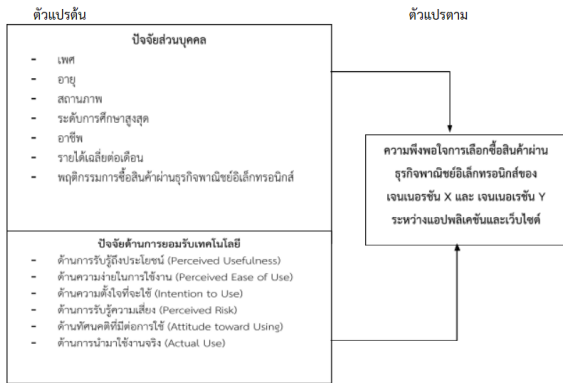 ตัวแปรต้น
ตัวแปรตาม
ปัจจัยส่วนบุคคล
- เพศ
- อายุ
- สถานภาพ
- ระดับการศึกษาสูงสุด
- อาชีพ
- รายได้เฉลี่ยต่อเดือน
- พฤติกรรมการซื้อสินค้าผ่านธุรกิจพาณิชย์อิเล็กทรอนิกส์
ปัจจัยด้านการยอมรับเทคโนโลยี
- ด้านการรับรู้ถึงประโยชน์ (Perceived Usefulness)
- ด้านความง่ายในการใช้งาน (Perceived Ease of Use)
- ด้านความตั้งใจที่จะใช้ (Intention to Use)
- ด้านการรับรู้ความเสี่ยง (Perceived Risk)
- ด้านทัศนคติที่มีต่อการใช้ (Attitude toward Using)
- ด้านการนำมาใช้งานจริง (Actual Use)
ความพึงพอใจการเลือกซื้อสินค้าผ่าน
ธุรกิจพาณิชย์อิเล็กทรอนิกส์ของ
เจนเนอรชัน X และ เจนเนอเรชัน Y
ระหว่างแอปพลิเคชันและเว็บไซต์